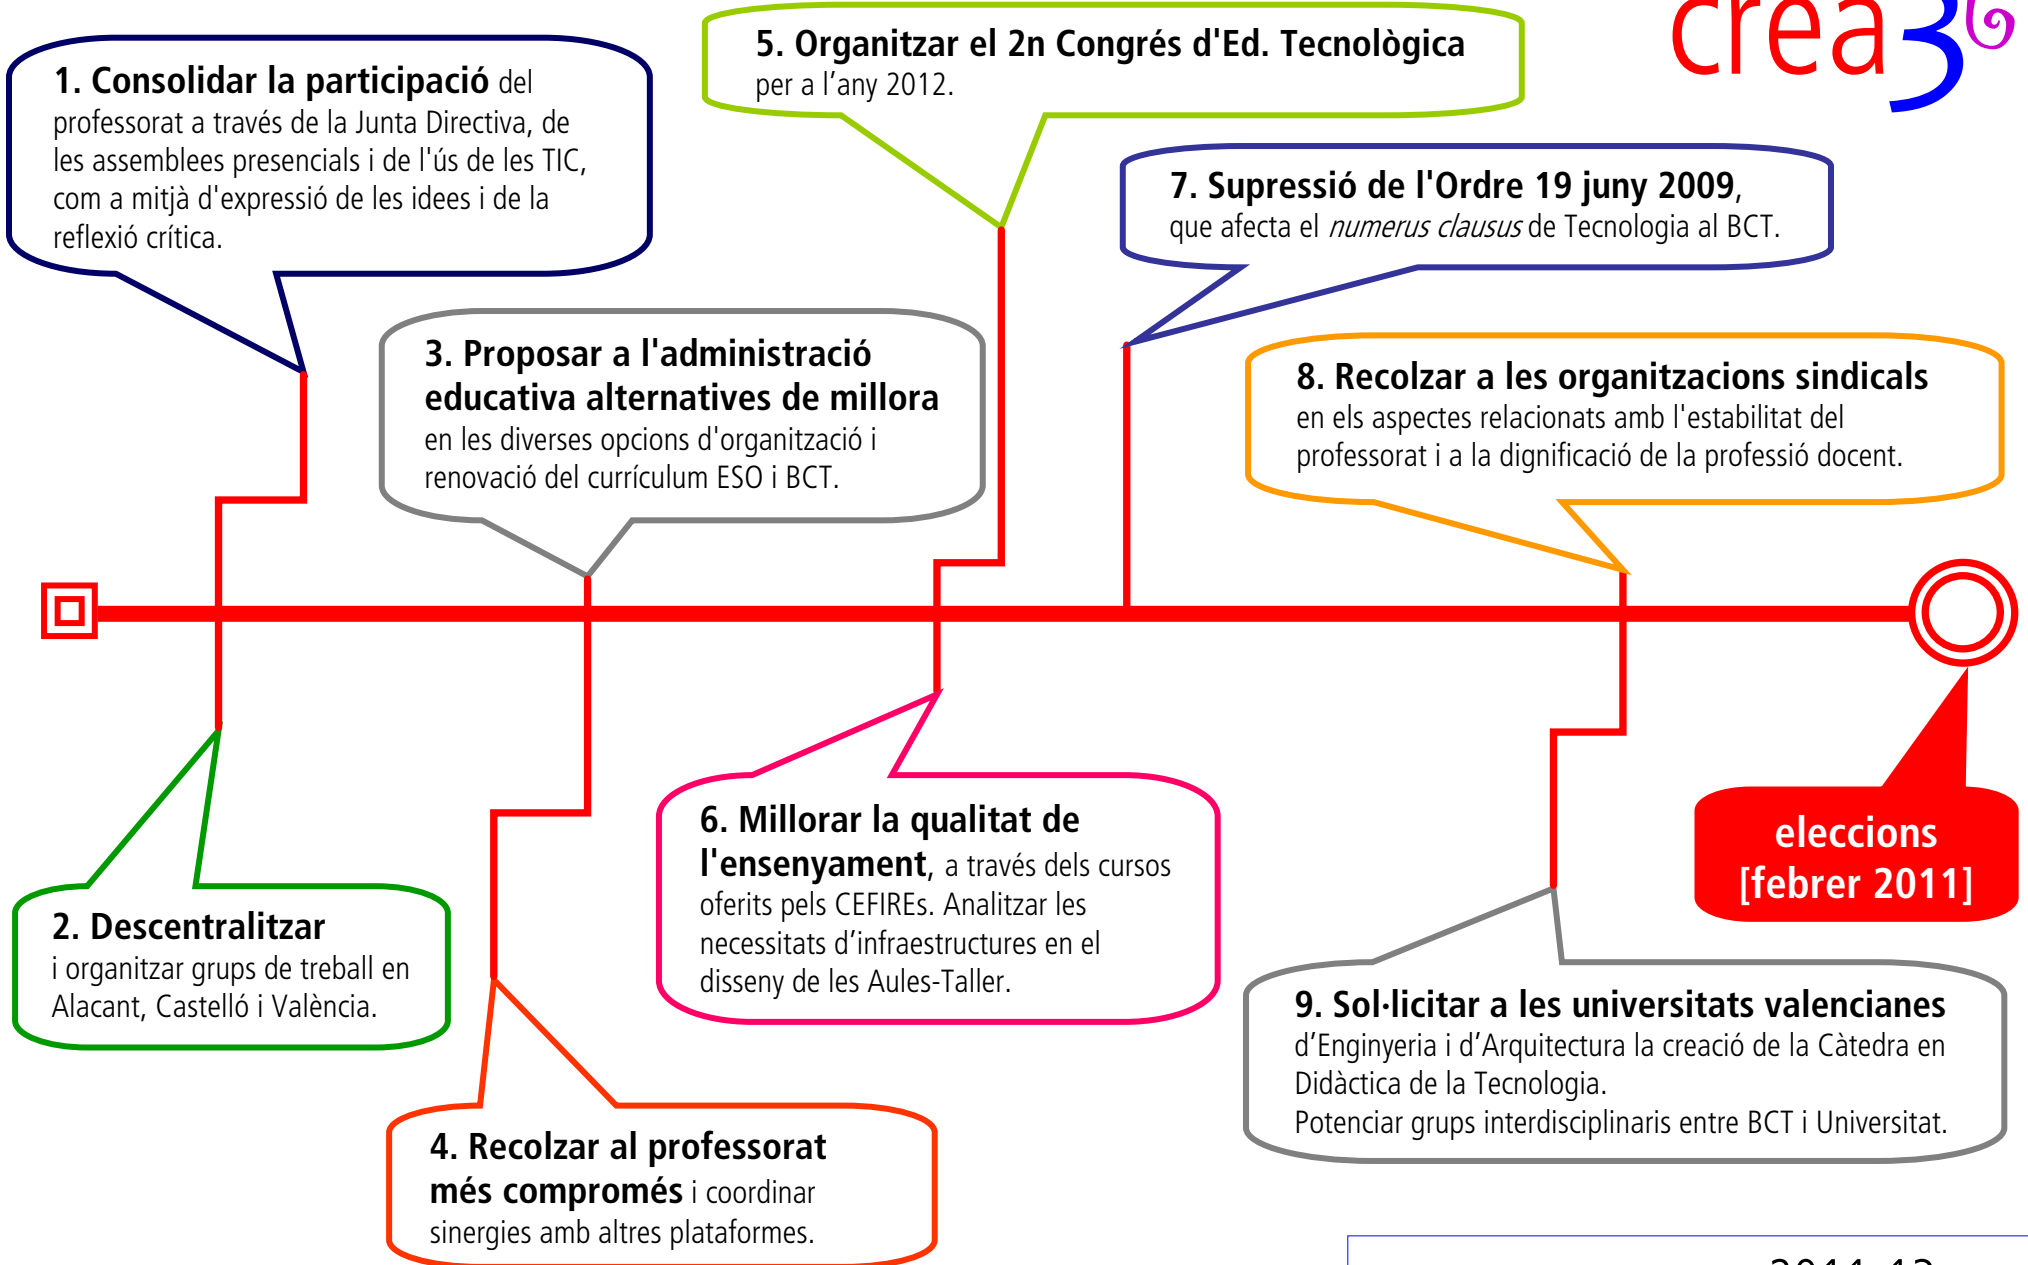 crea3
1. Consolidar la participació del
professorat a través de la Junta Directiva, de
les assemblees presencials i de l'ús de les TIC,
com a mitjà d'expressió de les idees i de la
reflexió crítica.
2. Descentralitzar
i organitzar grups de treball en
Alacant, Castelló i València.
3. Proposar a l'administració
educativa alternatives de millora
en les diverses opcions d'organització i
renovació del currículum ESO i BCT.
4. Recolzar al professorat
més compromés i coordinar
sinergies amb altres plataformes.
5. Organitzar el 2n Congrés d'Ed. Tecnològica
per a l’any 2012.
6. Millorar la qualitat de
l'ensenyament, a través dels cursos
oferits pels CEFIREs. Analitzar les
necessitats d’infraestructures en el
disseny de les Aules-Taller.
7. Supressió de l'Ordre 19 juny 2009,
que afecta el numerus clausus de Tecnologia al BCT.
8. Recolzar a les organitzacions sindicals
en els aspectes relacionats amb l'estabilitat del
professorat i a la dignificació de la professió docent.
9. Sol·licitar a les universitats valencianes
d’Enginyeria i d’Arquitectura la creació de la Càtedra en
Didàctica de la Tecnologia.
Potenciar grups interdisciplinaris entre BCT i Universitat.
eleccions
[febrer 2011]